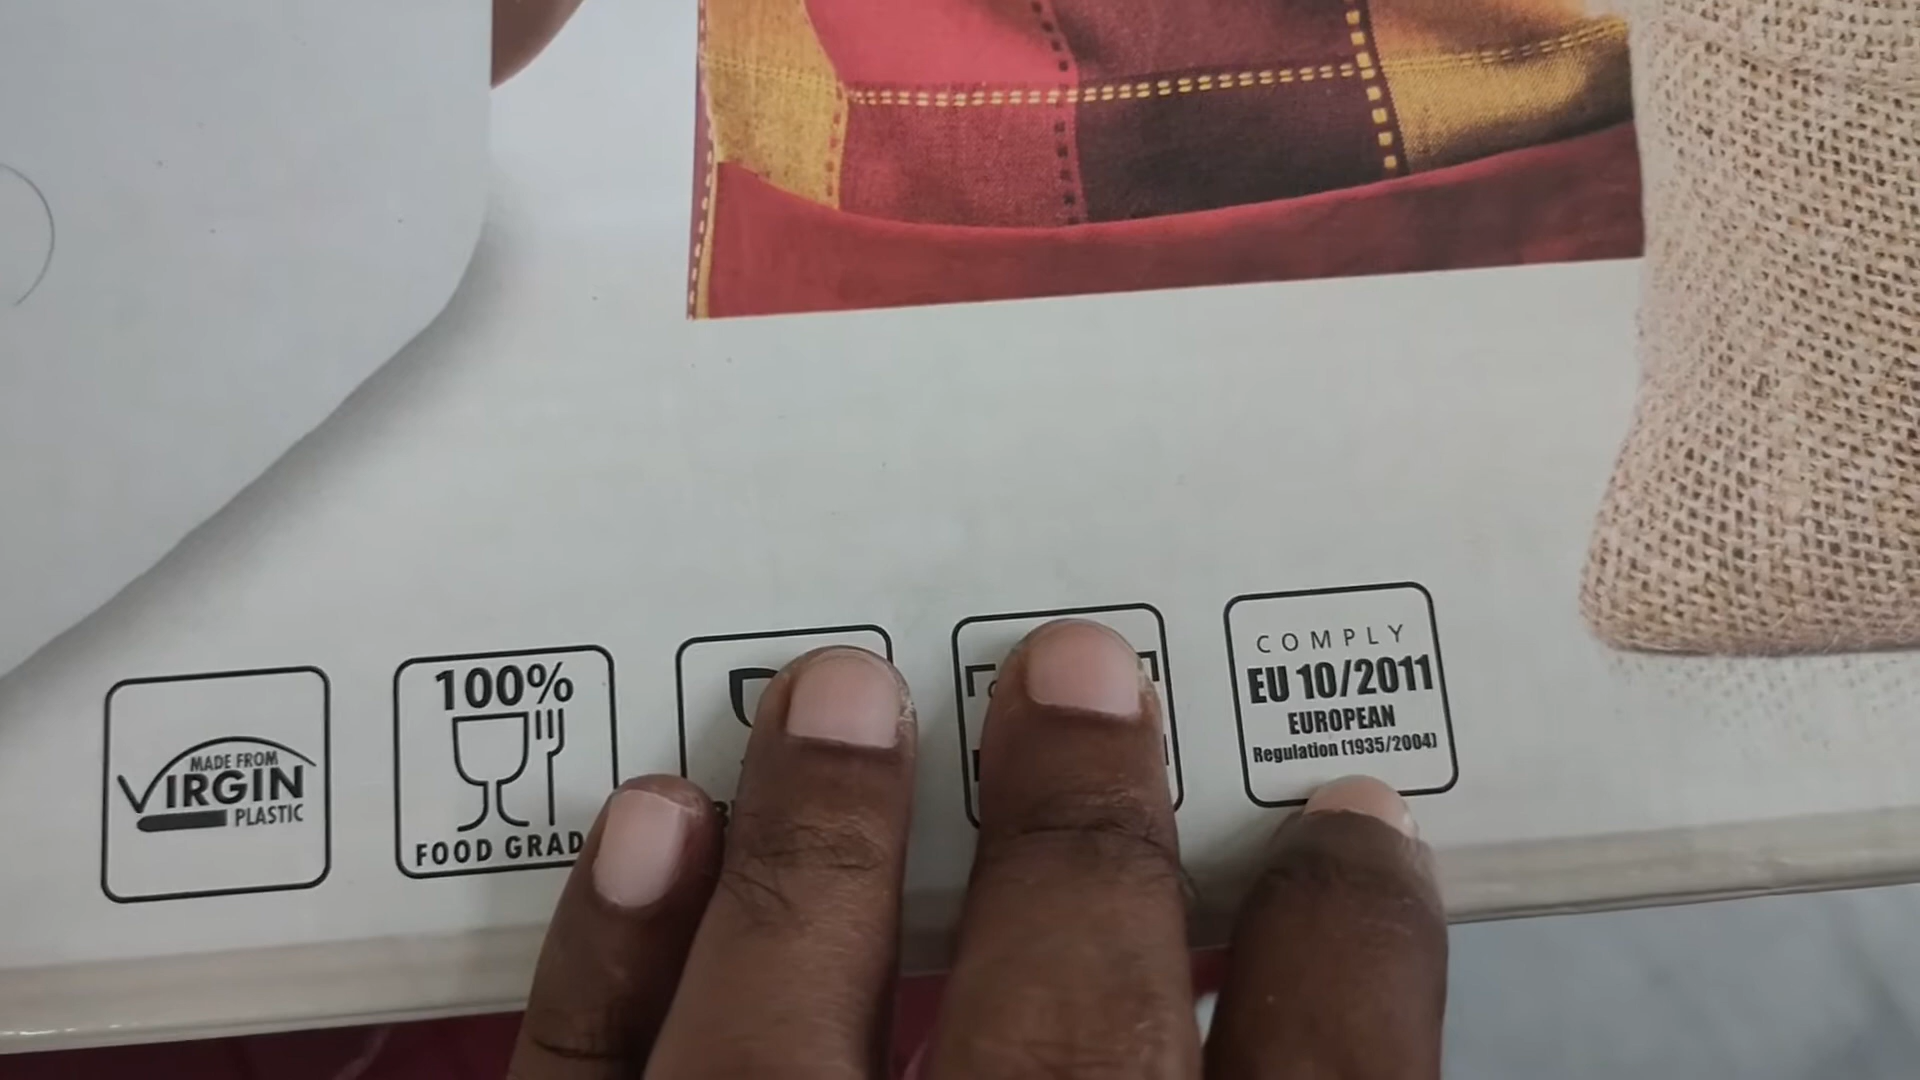 MADE FROM
VIRGIN
PLASTIC
100%
FOOD GRAD
COMPLY
EU 10/2011
EUROPEAN
Regulation (1935/2004)